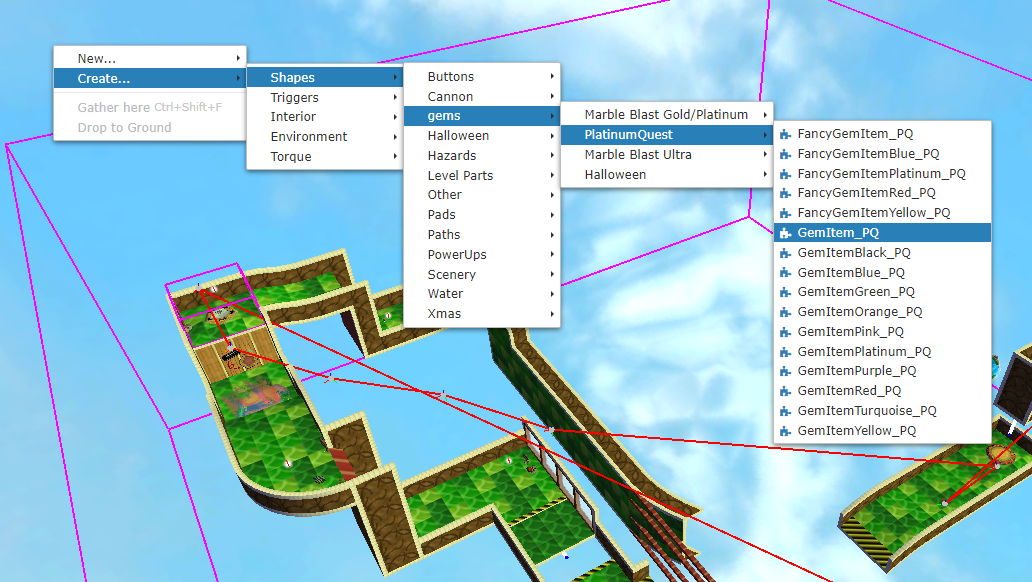 New...
Create...
Gather here Ctrl+Shift+F
Drop to Ground
Shapes
Triggers
Interior
Environment
Torque
Buttons
Cannon
gems
Halloween
Hazards
Level Parts
Other
Pads
Paths
PowerUps
Scenery
Water
Xmas
Marble Blast Gold/Platinum
PlatinumQuest
Marble Blast Ultra
Halloween
FancyGemItem_PQ
FancyGemItemBlue_PQ
FancyGemItemPlatinum_PQ
FancyGemItemRed_PQ
FancyGemItemYellow_PQ
GemItem_PQ
GemItemBlack_PQ
GemItemBlue_PQ
GemItemGreen_PQ
GemItemOrange_PQ
GemItemPink_PQ
GemItemPlatinum_PQ
GemItemPurple_PQ
GemItemRed_PQ
GemItemTurquoise_PQ
GemItemYellow_PQ